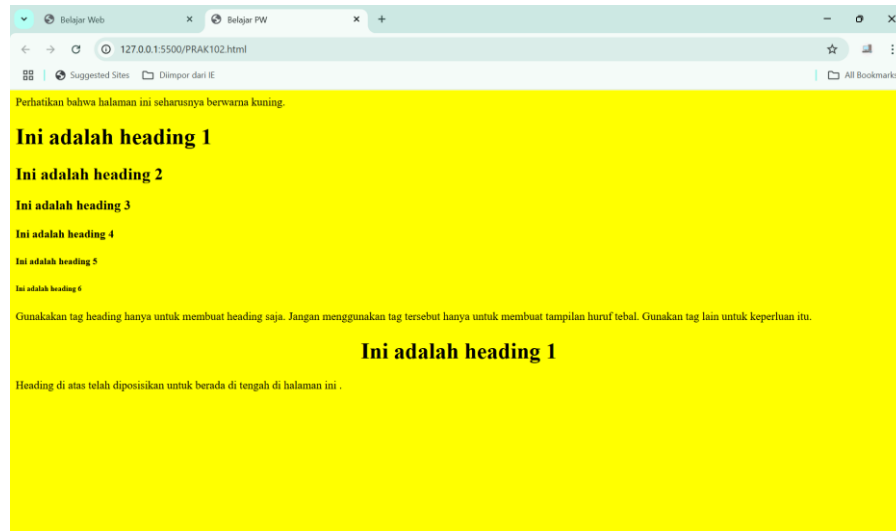 Belajar Web
Belajar PW
127.0.0.1:5500/PRAK102.html
Suggested Sites
Diimpor dari IE
All Bookmarks
Perhatikan bahwa halaman ini seharusnya berwarna kuning.
Ini adalah heading 1
Ini adalah heading 2
Ini adalah heading 3
Ini adalah heading 4
Ini adalah heading 5
Ini adalah heading 6
Gunakakan tag heading hanya untuk membuat heading saja. Jangan menggunakan tag tersebut hanya untuk membuat tampilan huruf tebal. Gunakan tag lain untuk keperluan itu.
Ini adalah heading 1
Heading di atas telah diposisikan untuk berada di tengah di halaman ini .